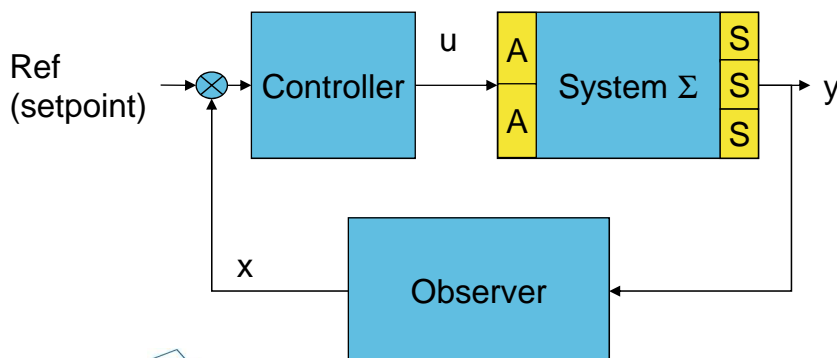 Ref
(setpoint)
Controller
u
A
A
System Σ
S
S
S
y
x
Observer